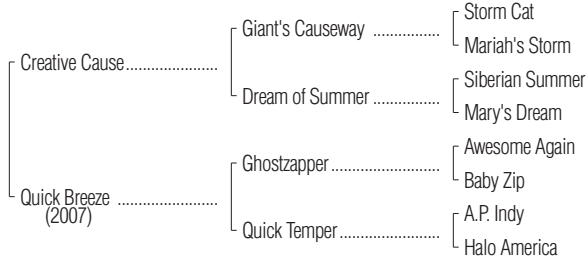 Storm Cat
Giant's Causeway ................
Mariah's Storm
Creative Cause......................
Siberian Summer
Dream of Summer ................
Mary's Dream
Awesome Again
Ghostzapper..........................
Baby Zip
Quick Breeze ........................
(2007)
A.P. Indy
Quick Temper........................
Halo America